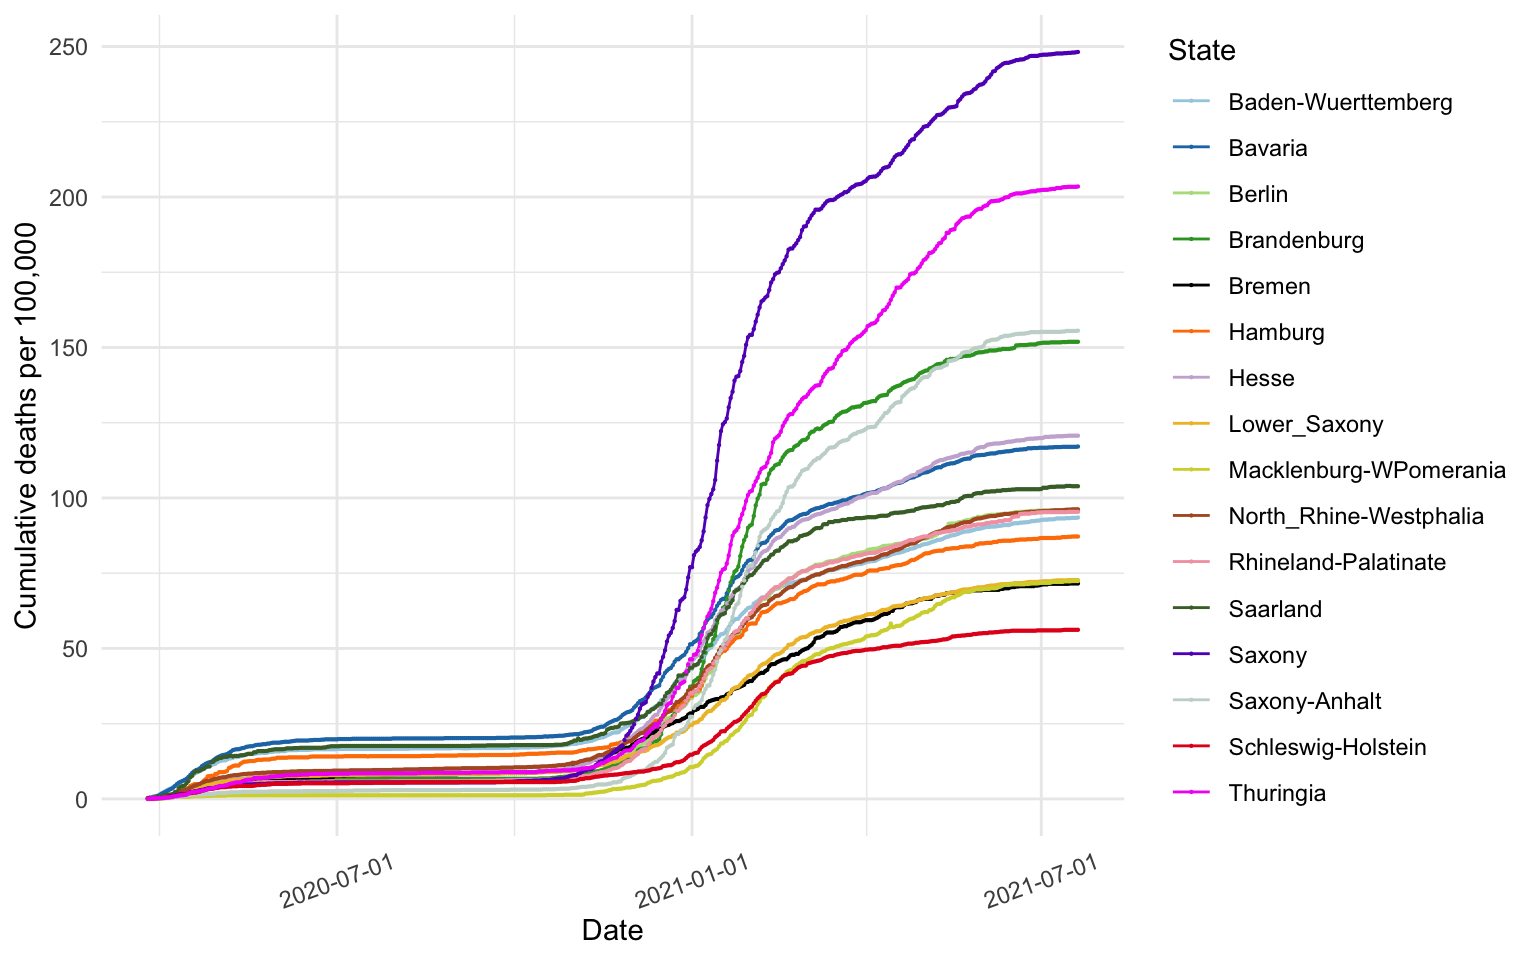 250
200
150
100
50
0
Cumulative deaths per 100,000
2020-07-01
2021-01-01
2021-07-01
Date
State
Baden-Wuerttemberg
Bavaria
Berlin
Brandenburg
Bremen
Hamburg
Hesse
Lower_Saxony
Macklenburg-WPomerania
North_Rhine-Westphalia
Rhineland-Palatinate
Saarland
Saxony
Saxony-Anhalt
Schleswig-Holstein
Thuringia